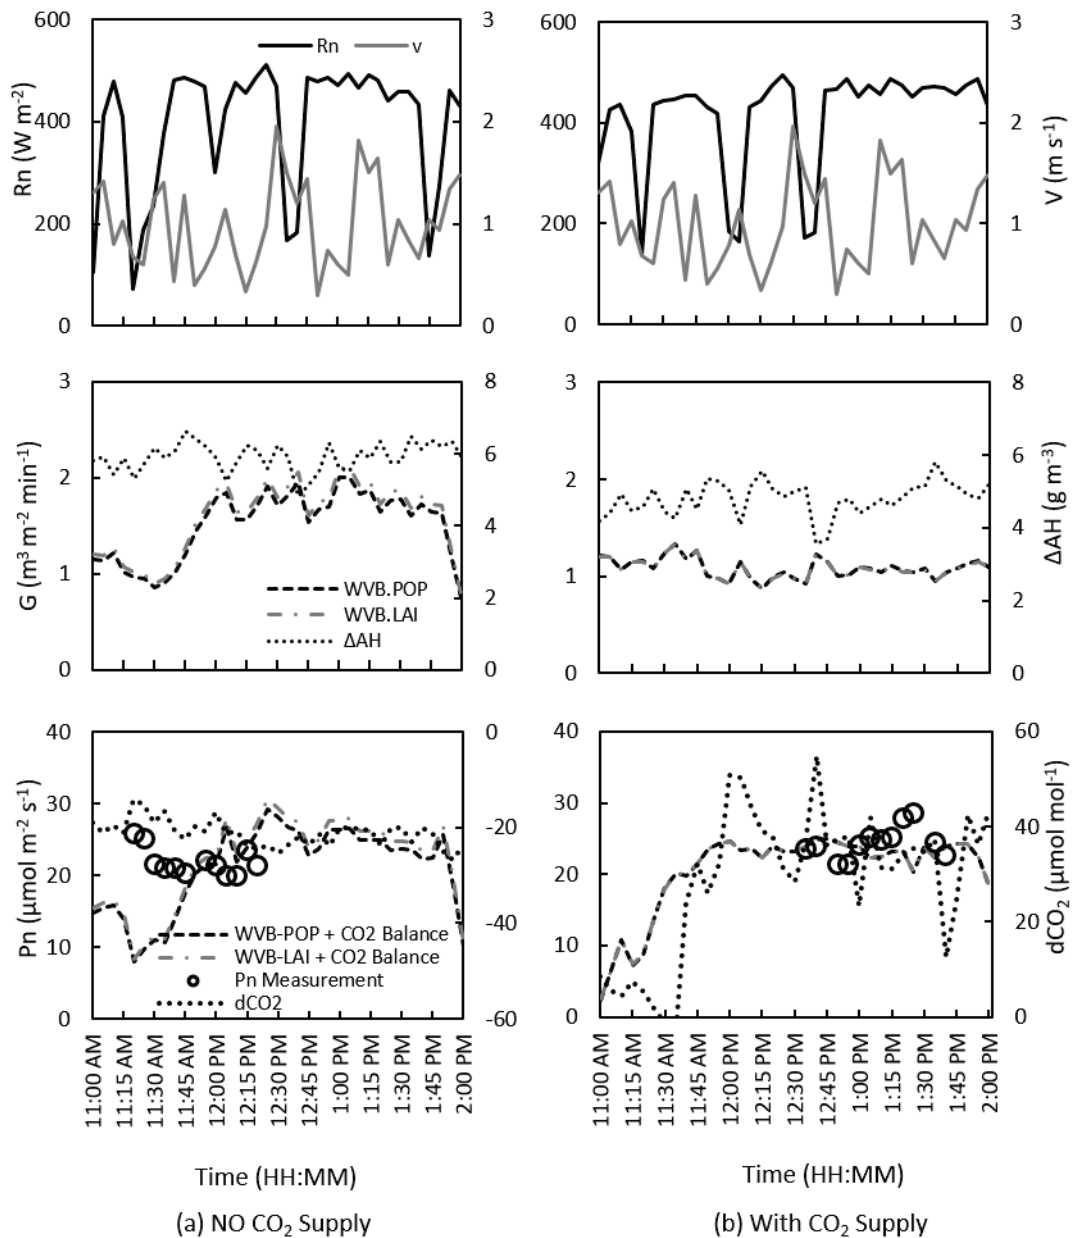 600
400
200
0
Rn (W m-2)
Rn
v
3
2
1
0
600
400
200
0
3
2
1
0
V (m s-1)
3
2
1
0
G (m3 m-2 min-1)
WVB.POP
WVB.LAI
ΔAH
8
6
4
2
0
3
2
1
0
8
6
4
2
0
ΔAH (g m-3)
40
30
20
10
0
Pn (μmol m-2 s-1)
WVB-POP + CO2 Balance
WVB-LAI + CO2 Balance
Pn Measurement
dCO2
0
-20
-40
-60
40
30
20
10
0
60
40
20
0
dCO2 (μmol mol-1)
11:00 AM
11:15 AM
11:30 AM
11:45 AM
12:00 PM
12:15 PM
12:30 PM
12:45 PM
1:00 PM
1:15 PM
1:30 PM
1:45 PM
2:00 PM
11:00 AM
11:15 AM
11:30 AM
11:45 AM
12:00 PM
12:15 PM
12:30 PM
12:45 PM
1:00 PM
1:15 PM
1:30 PM
1:45 PM
2:00 PM
Time (HH:MM)
Time (HH:MM)
(a) NO CO2 Supply
(b) With CO2 Supply